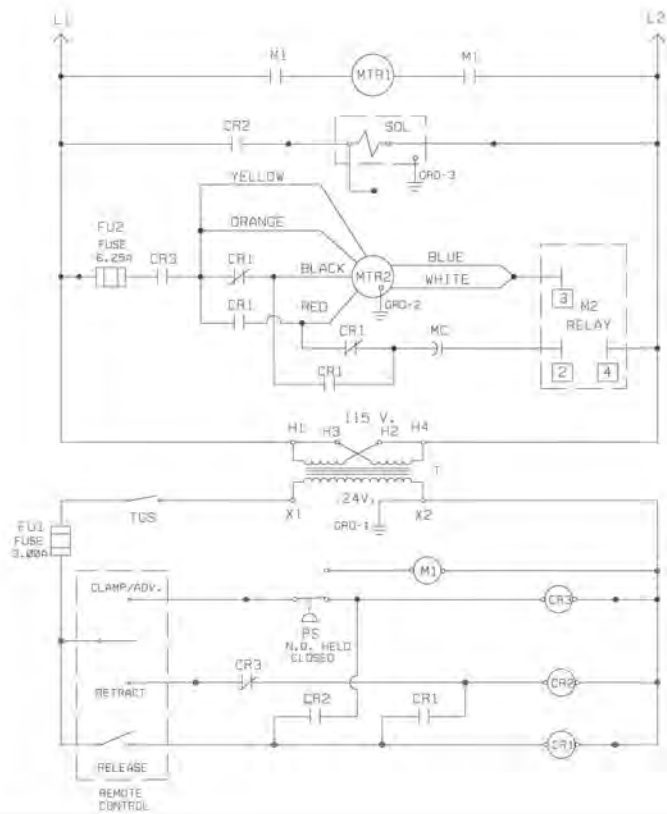 L1 L2
M1 MTR1 M1
CR2 SOL
GRD-3
YELLOW
ORANGE
FU2
FUSE
6.25A
CR3
CR1
BLACK
MTR2
BLUE
WHITE
GRD-2
CR1
RED
3
M2
RELAY
CR1
MC
2 4
CR1
115 V.
H1 H3 H2 H4
T
24V.
X1 X2
TGS
GRD-1
FU1
FUSE
3.00A
M1
CLAMP/ADV.
PS
N.O. HELD
CLOSED
CR3
CR3
RETRACT
CR2
CR2
CR1
CR1
RELEASE
REMOTE
CONTROL